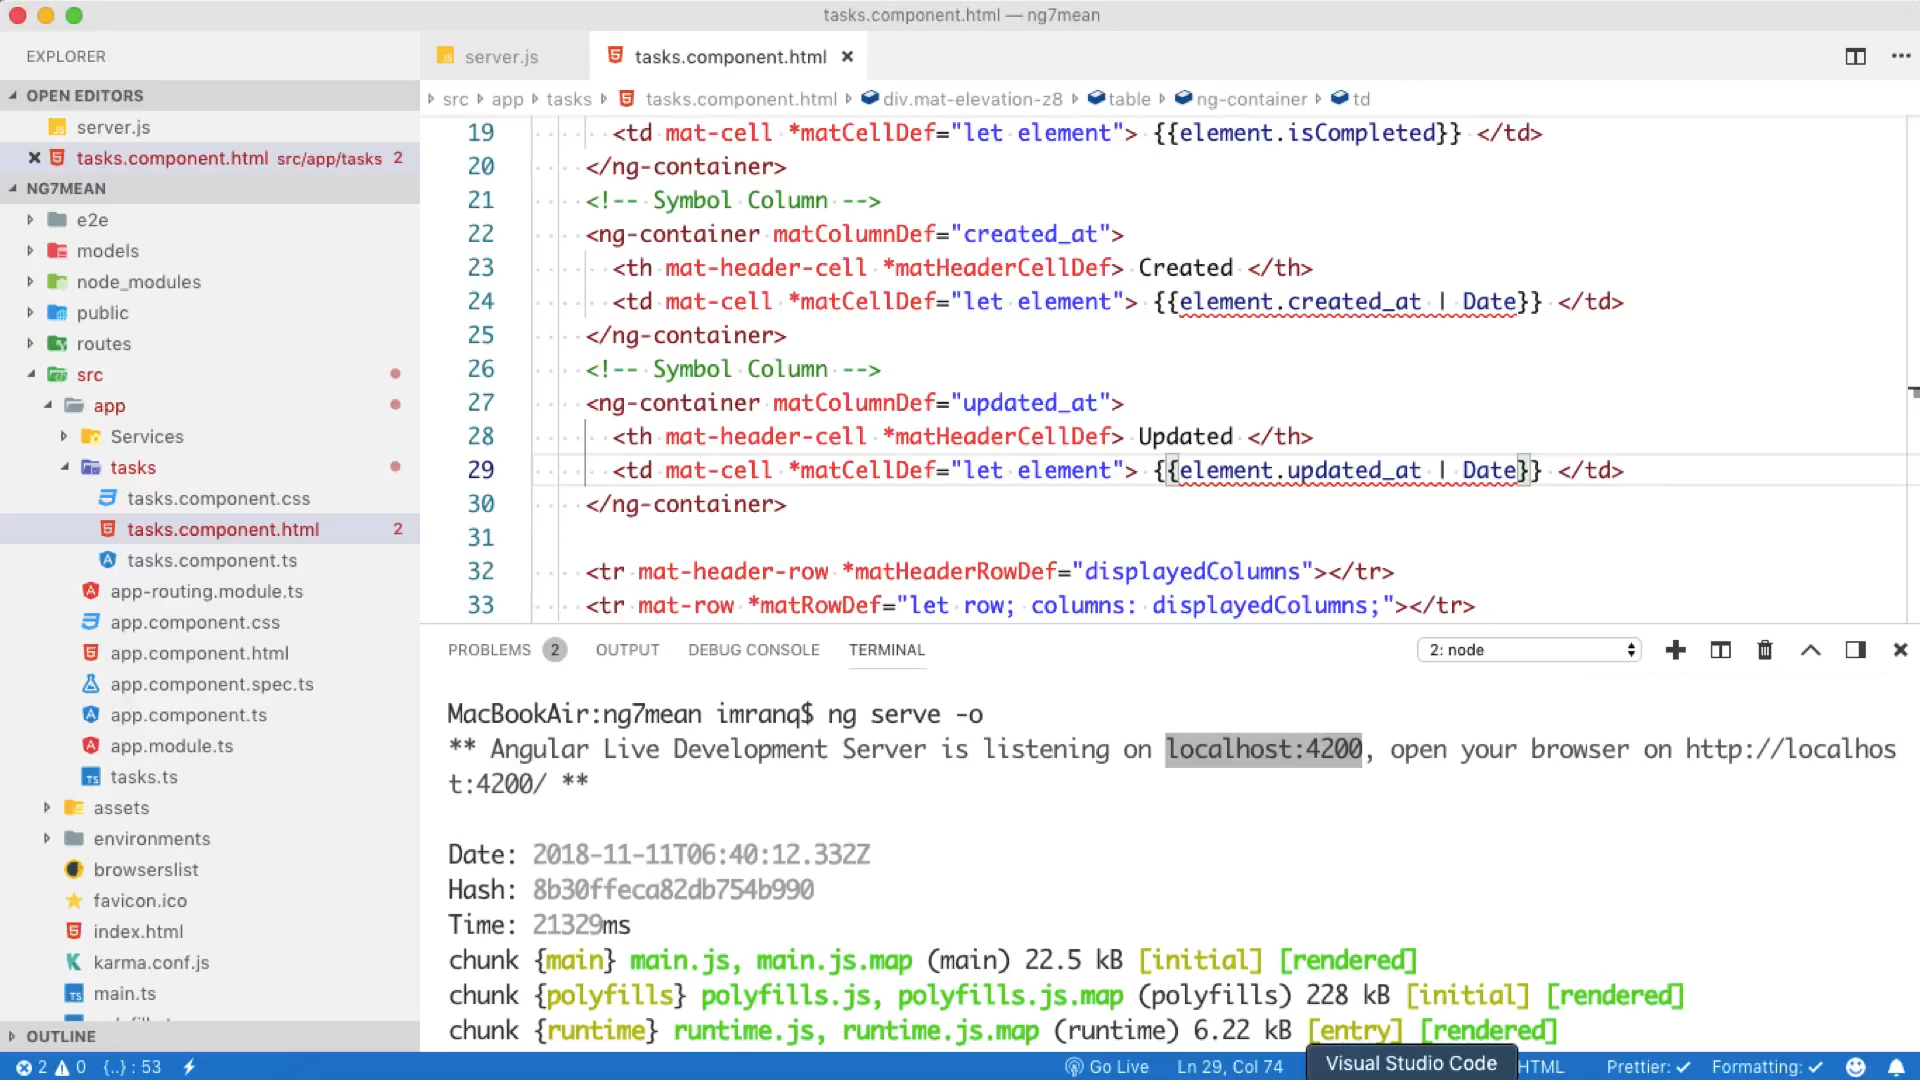 tasks.component.html — ng7mean
EXPLORER
OPEN EDITORS
server.js
tasks.component.html src/app/tasks 2
NG7MEAN
e2e
models
node_modules
public
routes
src
app
Services
tasks
tasks.component.css
tasks.component.html 2
tasks.component.ts
app-routing.module.ts
app.component.css
app.component.html
app.component.spec.ts
app.component.ts
app.module.ts
tasks.ts
assets
environments
browserslist
favicon.ico
index.html
karma.conf.js
main.ts
OUTLINE
server.js
tasks.component.html
src app tasks tasks.component.html div.mat-elevation-z8 table ng-container td
19 <td mat-cell *matCellDef="let element"> {{element.isCompleted}} </td>
20 </ng-container>
21 <!-- Symbol Column -->
22 <ng-container matColumnDef="created_at">
23 <th mat-header-cell *matHeaderCellDef> Created </th>
24 <td mat-cell *matCellDef="let element"> {{element.created_at | Date}} </td>
25 </ng-container>
26 <!-- Symbol Column -->
27 <ng-container matColumnDef="updated_at">
28 <th mat-header-cell *matHeaderCellDef> Updated </th>
29 <td mat-cell *matCellDef="let element"> {{element.updated_at | Date}} </td>
30 </ng-container>
31
32 <tr mat-header-row *matHeaderRowDef="displayedColumns"></tr>
33 <tr mat-row *matRowDef="let row; columns: displayedColumns;"></tr>
PROBLEMS 2 OUTPUT DEBUG CONSOLE TERMINAL 2: node
MacBookAir:ng7mean imranq$ ng serve -o
** Angular Live Development Server is listening on localhost:4200, open your browser on http://localhos
t:4200/ **
Date: 2018-11-11T06:40:12.332Z
Hash: 8b30ffeca82db754b990
Time: 21329ms
chunk {main} main.js, main.js.map (main) 22.5 kB [initial] [rendered]
chunk {polyfills} polyfills.js, polyfills.js.map (polyfills) 228 kB [initial] [rendered]
chunk {runtime} runtime.js, runtime.js.map (runtime) 6.22 kB [entry] [rendered]
2 0 {..} : 53 Go Live Ln 29, Col 74 Visual Studio Code HTML Prettier: ✓ Formatting: ✓